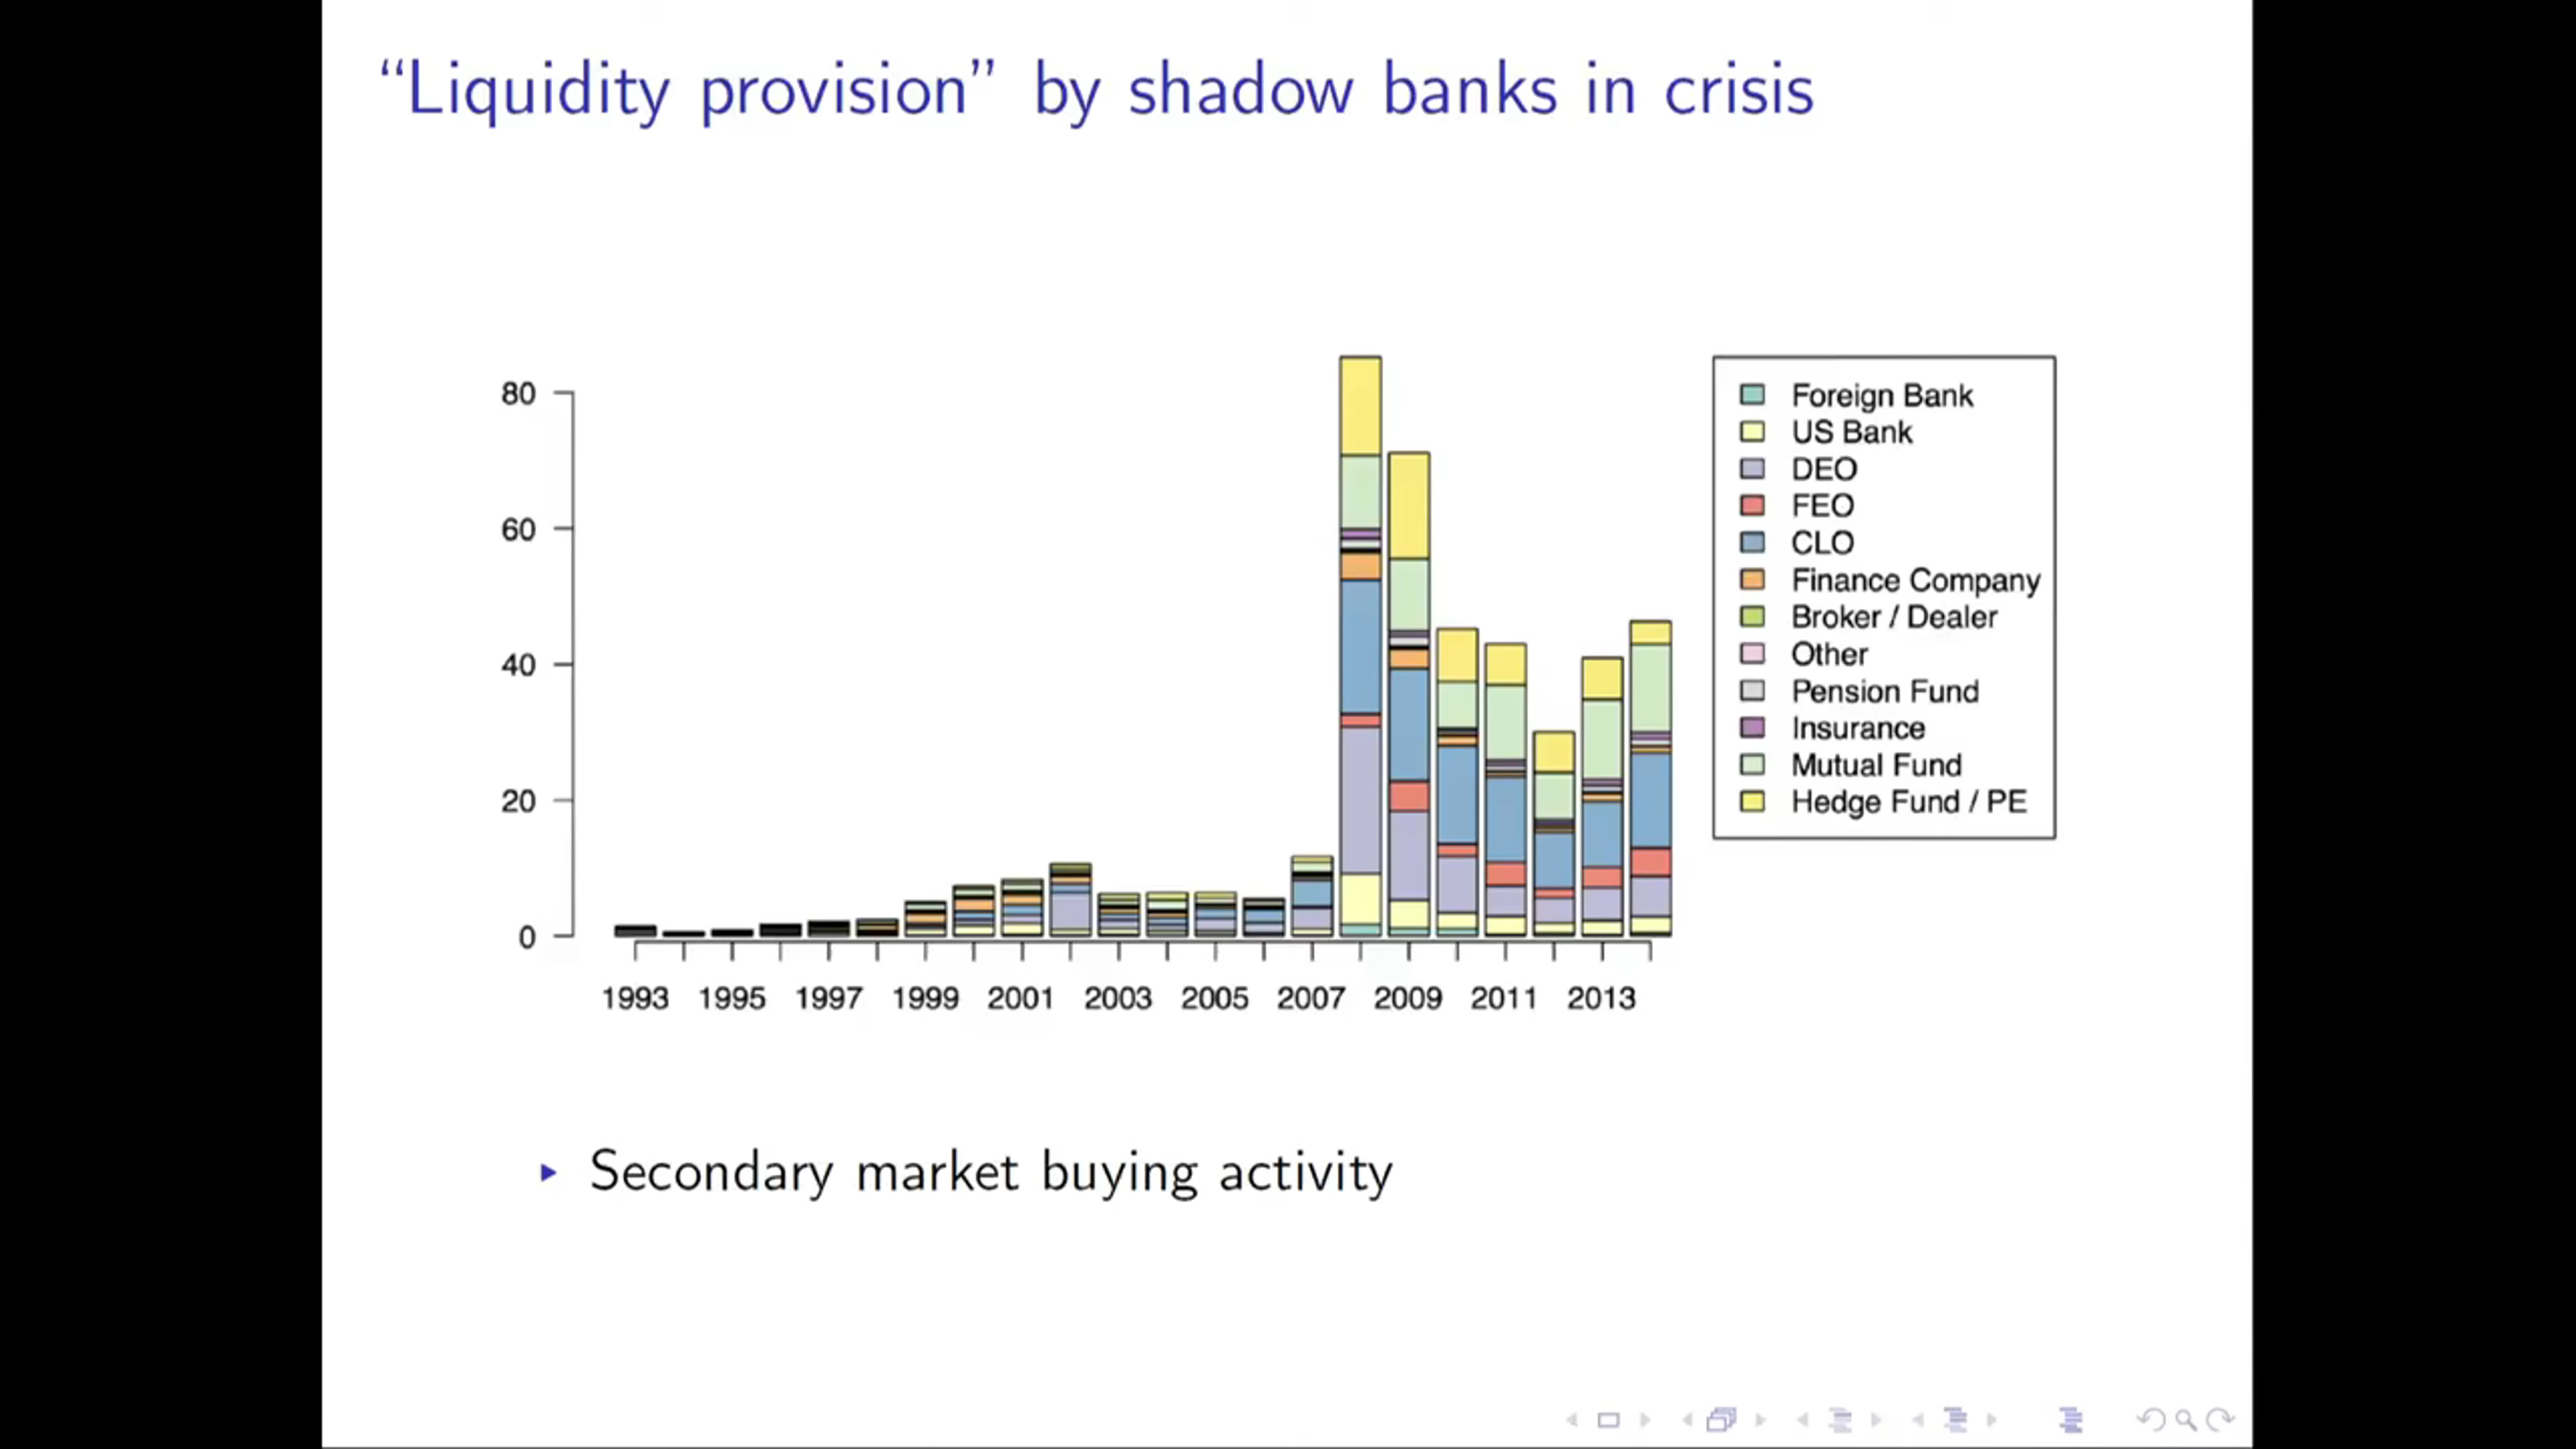 “Liquidity provision” by shadow banks in crisis
80
60
40
20
0
1993 1995 1997 1999 2001 2003 2005 2007 2009 2011 2013
Foreign Bank
US Bank
DEO
FEO
CLO
Finance Company
Broker / Dealer
Other
Pension Fund
Insurance
Mutual Fund
Hedge Fund / PE
Secondary market buying activity